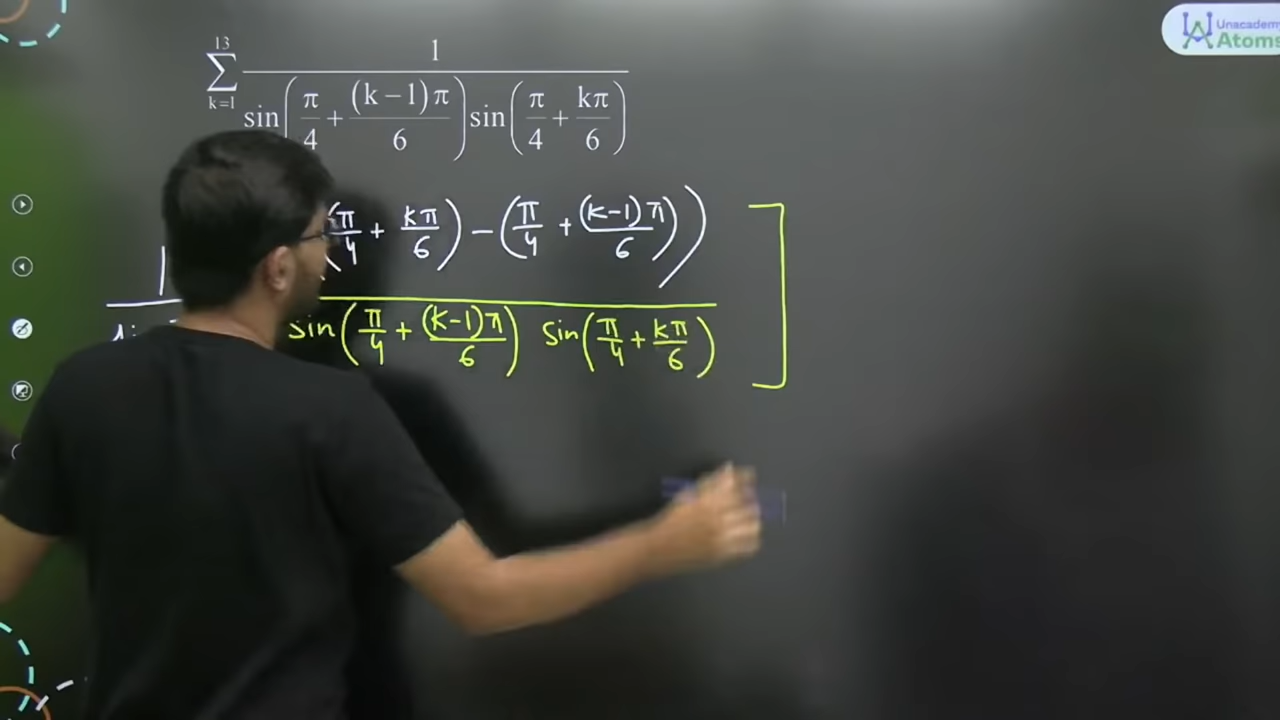 Unacademy
Atoms
13
∑ 1 / sin(π/4 + (k−1)π/6) sin(π/4 + kπ/6)
k=1
(π/4 + kπ/6) − (π/4 + (k−1)π/6))
sin(π/4 + (k−1)π/6) sin(π/4 + kπ/6) ]